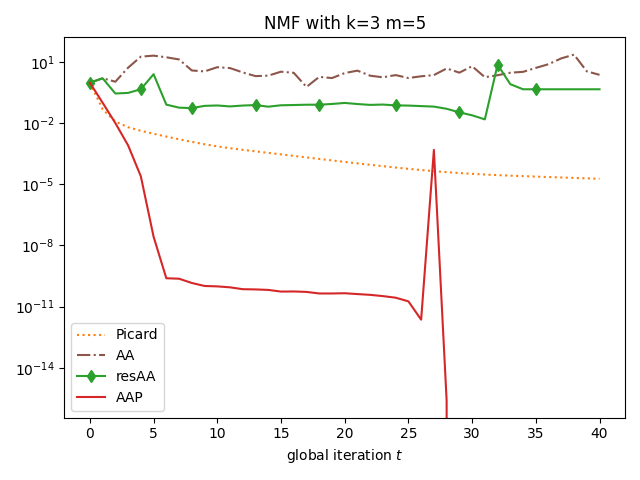 NMF with k=3 m=5
10^1
10^-2
10^-5
10^-8
10^-11
10^-14
Picard
AA
resAA
AAP
0 5 10 15 20 25 30 35 40
global iteration t